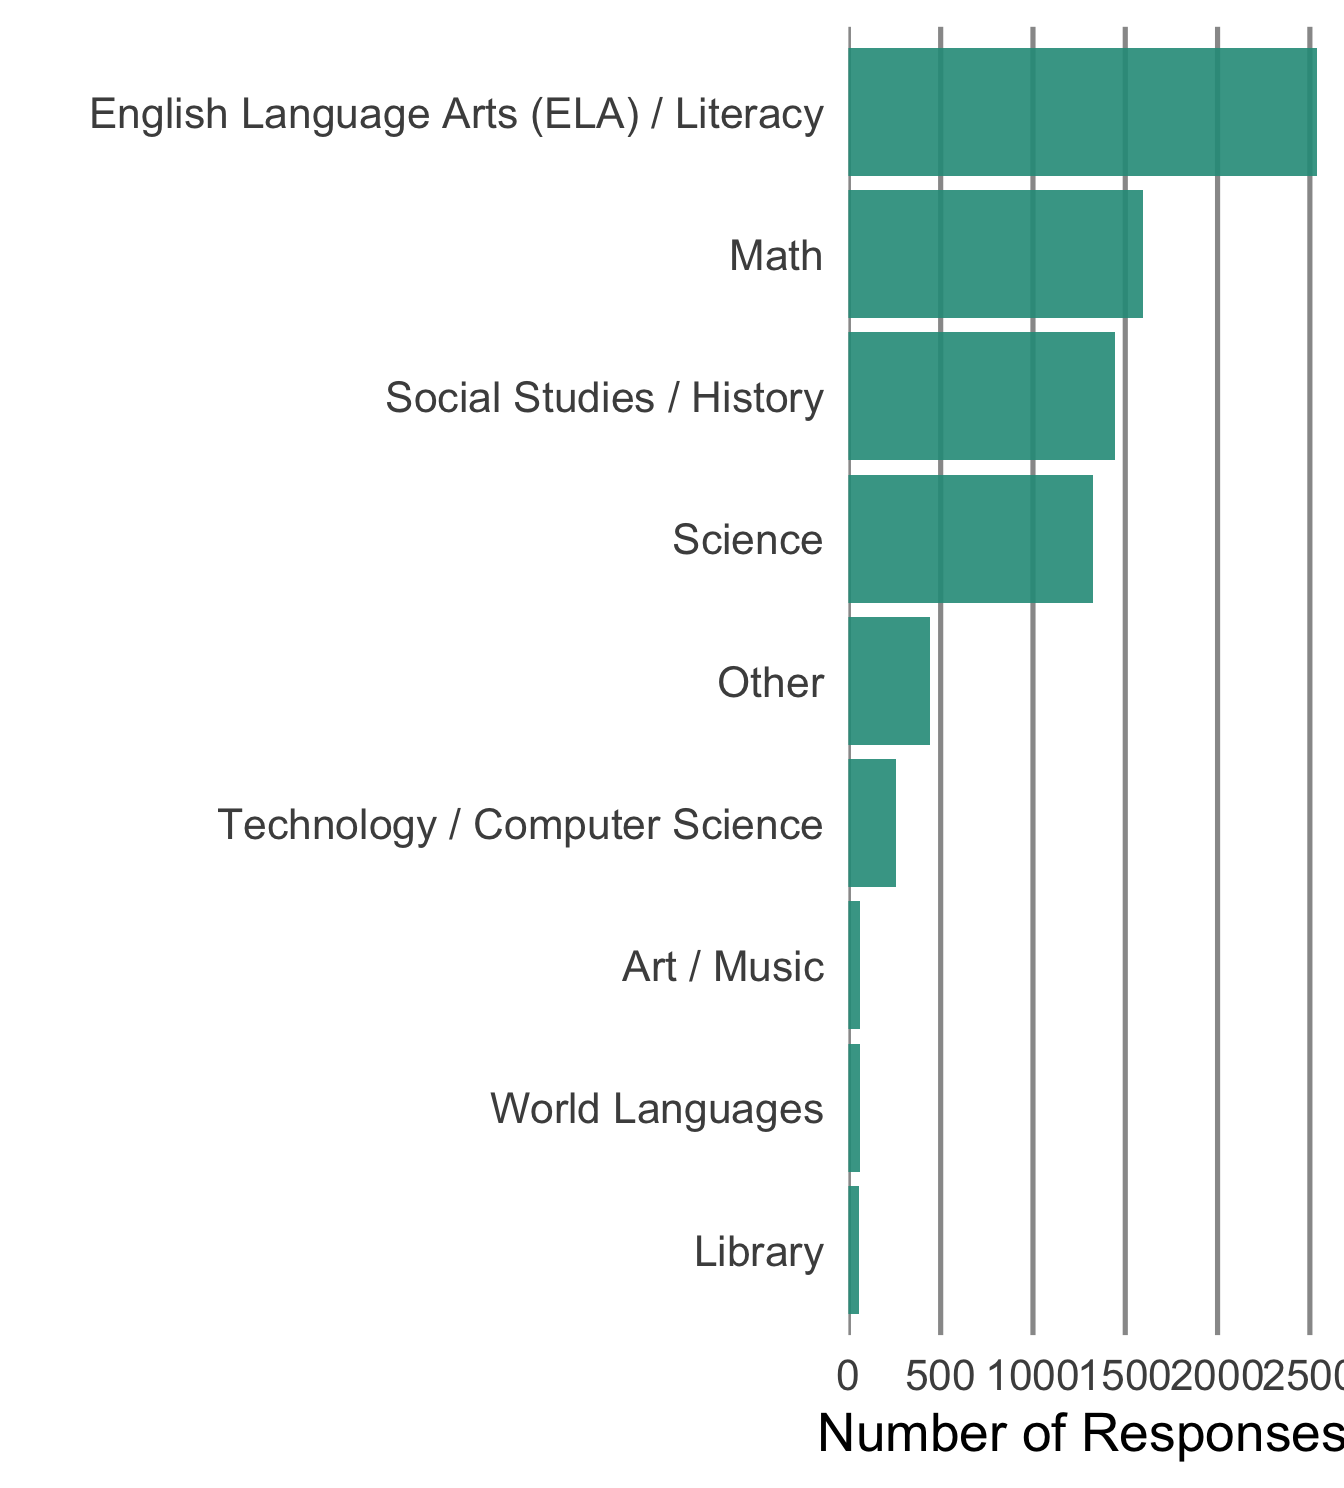 English Language Arts (ELA) / Literacy
Math
Social Studies / History
Science
Other
Technology / Computer Science
Art / Music
World Languages
Library
0 500 1000 1500 2000 2500
Number of Responses